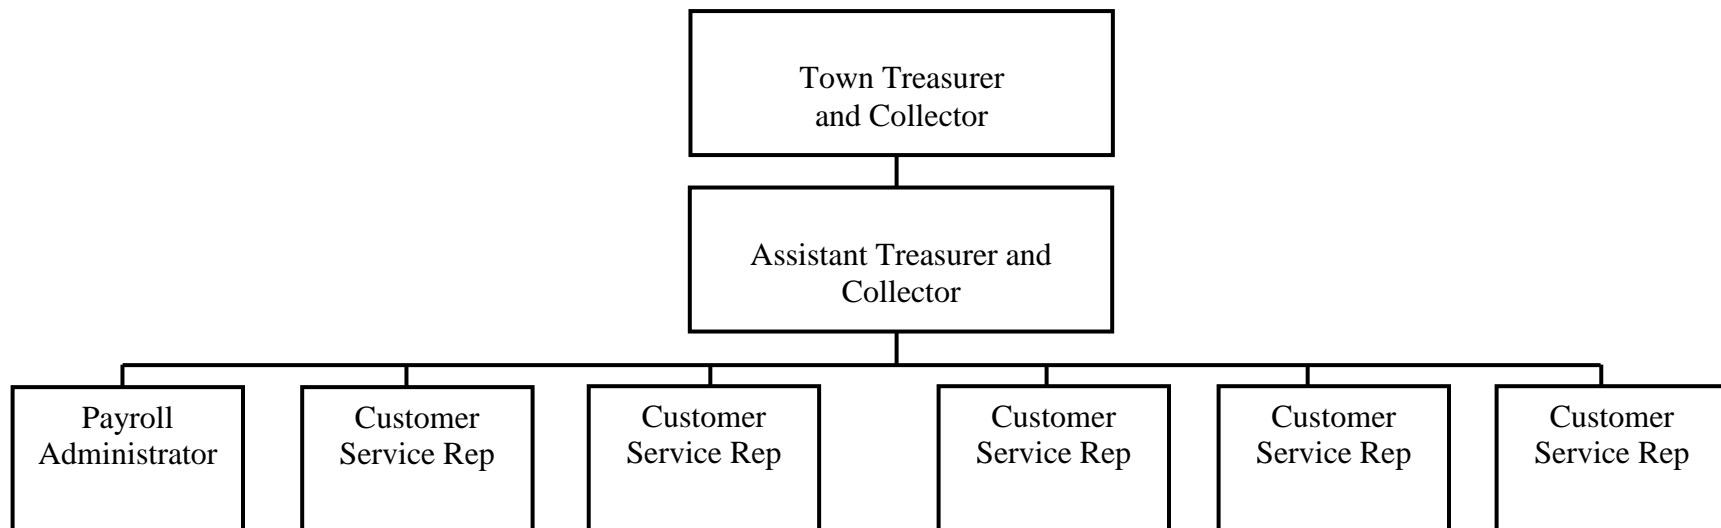 Town Treasurer
and Collector
Assistant Treasurer and
Collector
Payroll
Administrator
Customer
Service Rep
Customer
Service Rep
Customer
Service Rep
Customer
Service Rep
Customer
Service Rep